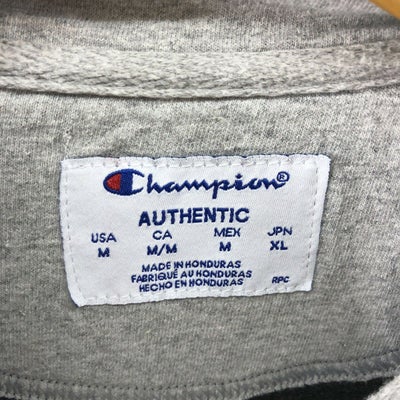 Champion®
AUTHENTIC
USA CA MEX JPN
M M/M M XL
MADE IN HONDURAS
FABRIQUÉ AU HONDURAS
HECHO EN HONDURAS RPC